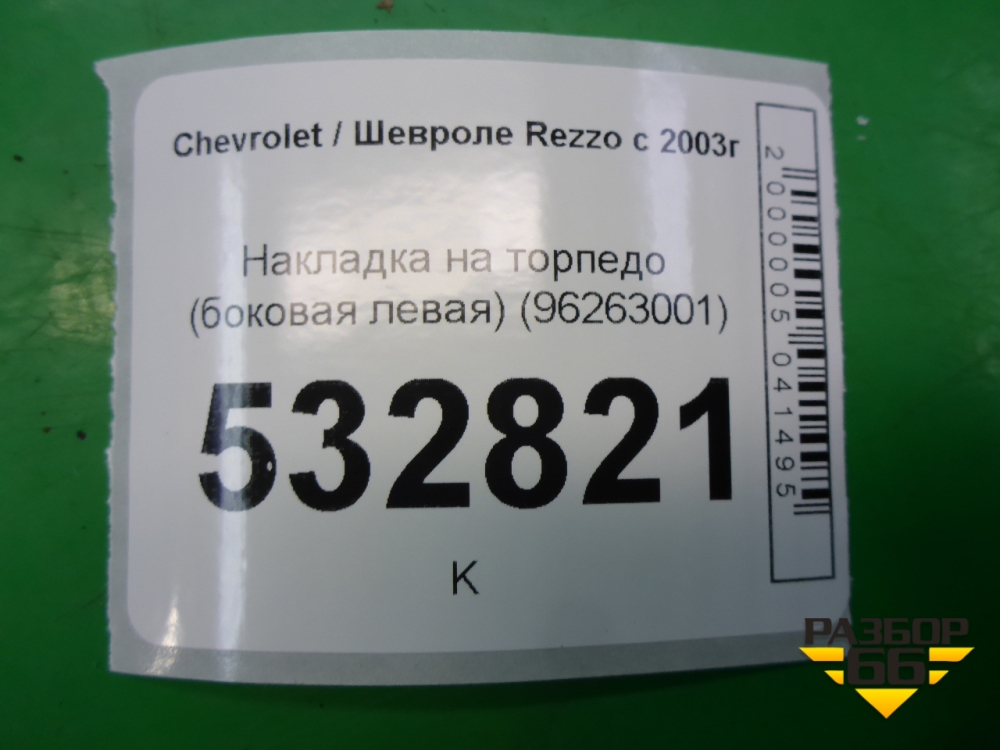 Chevrolet / Шевроле Rezzo с 2003г
Накладка на торпедо
(боковая левая) (96263001)
532821
К
2000005041495
РАЗБОР
66